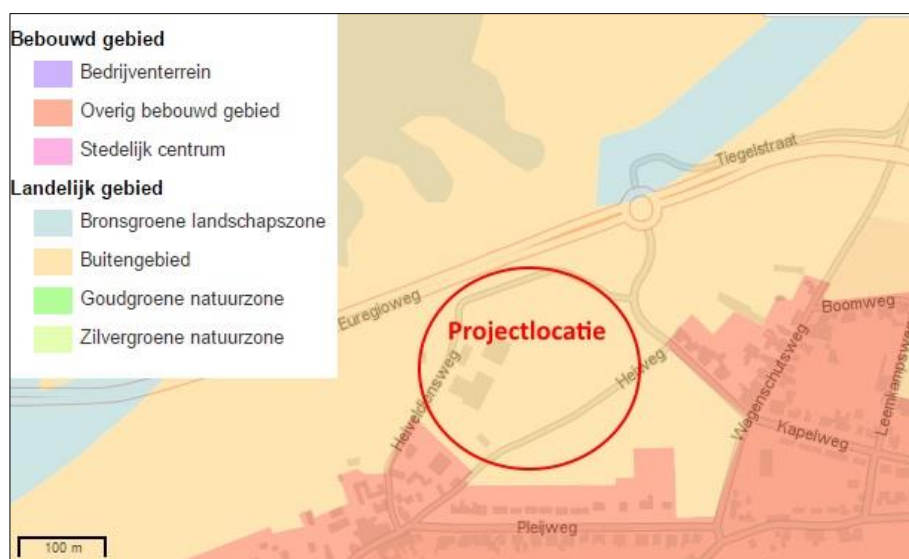 Bebouwd gebied
Bedrijventerrein
Overig bebouwd gebied
Stedelijk centrum
Landelijk gebied
Bronsgroene landschapszone
Buitengebied
Goudgroene natuurzone
Zilvergroene natuurzone
Tiegelstraat
Euregioweg
Projectlocatie
Heiveldjensweg
Heiweg
Boomweg
Wagenschutsweg
Leemkampsweg
Kapelweg
Pleijweg
100 m